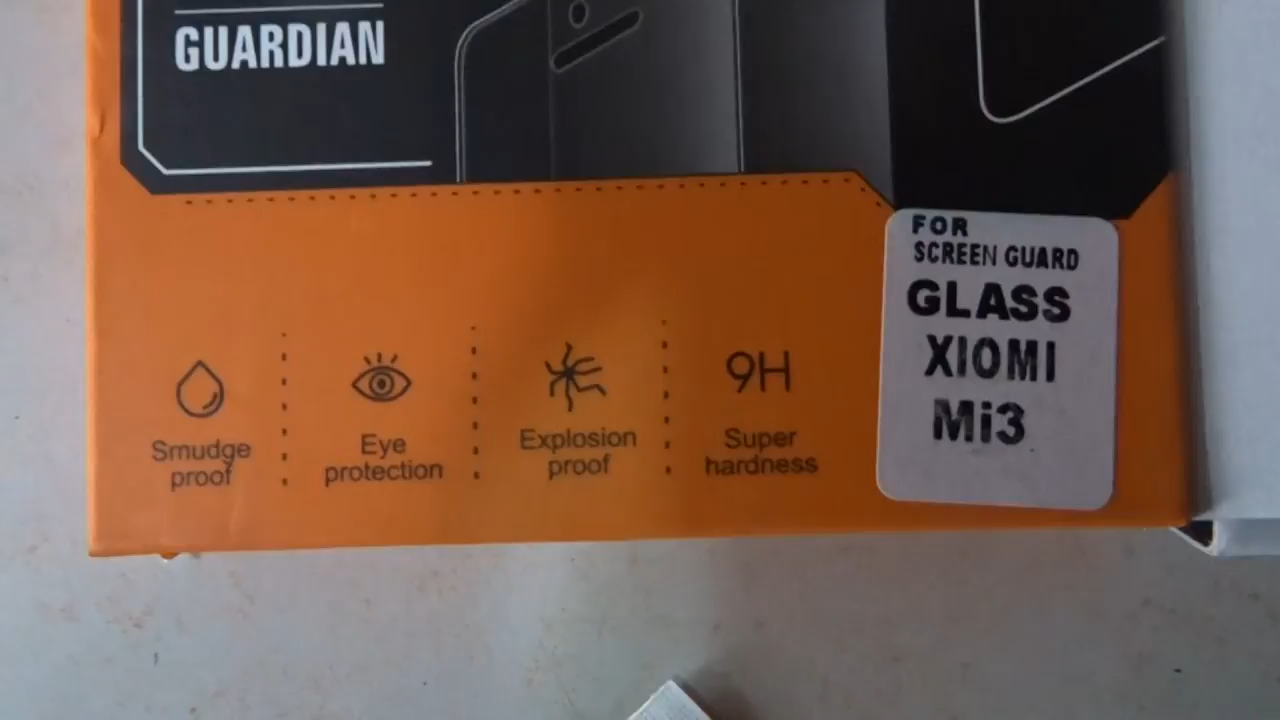 GUARDIAN
Smudge
proof
Eye
protection
Explosion
proof
9H
Super
hardness
FOR
SCREEN GUARD
GLASS
XIOMI
Mi3